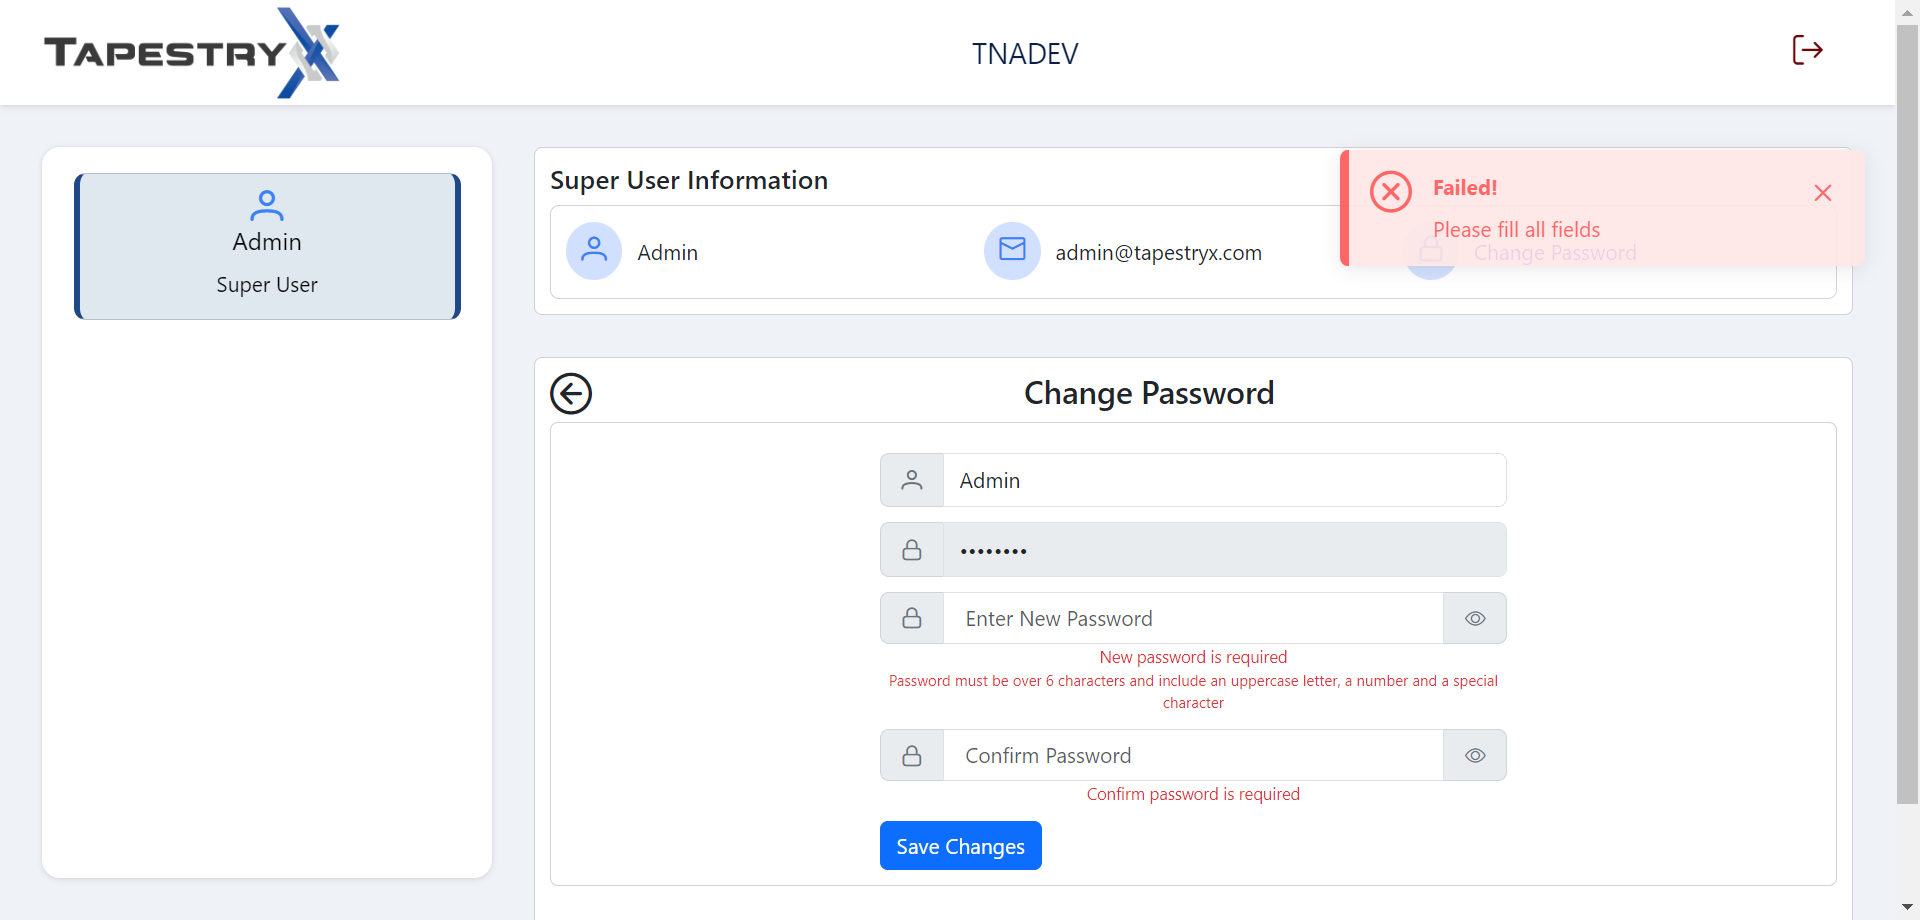 TAPESTRYX
TNADEV
Admin
Super User
Super User Information
Admin
admin@tapestryx.com
Change Password
Failed!
Please fill all fields
Change Password
Admin
••••••••
Enter New Password
New password is required
Password must be over 6 characters and include an uppercase letter, a number and a special
character
Confirm Password
Confirm password is required
Save Changes